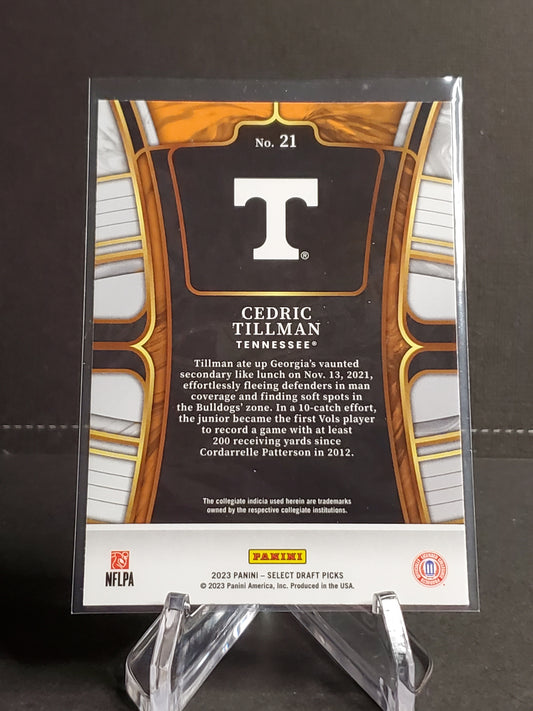 No. 21
T
®
CEDRIC
TILLMAN
TENNESSEE®
Tillman ate up Georgia's vaunted
secondary like lunch on Nov. 13, 2021,
effortlessly fleeing defenders in man
coverage and finding soft spots in
the Bulldogs' zone. In a 10-catch effort,
the junior became the first Vols player
to record a game with at least
200 receiving yards since
Cordarrelle Patterson in 2012.
The collegiate indicia used herein are trademarks
owned by the respective collegiate institutions.
PANINI
NFLPA
2023 PANINI – SELECT DRAFT PICKS
© 2023 Panini America, Inc. Produced in the USA.